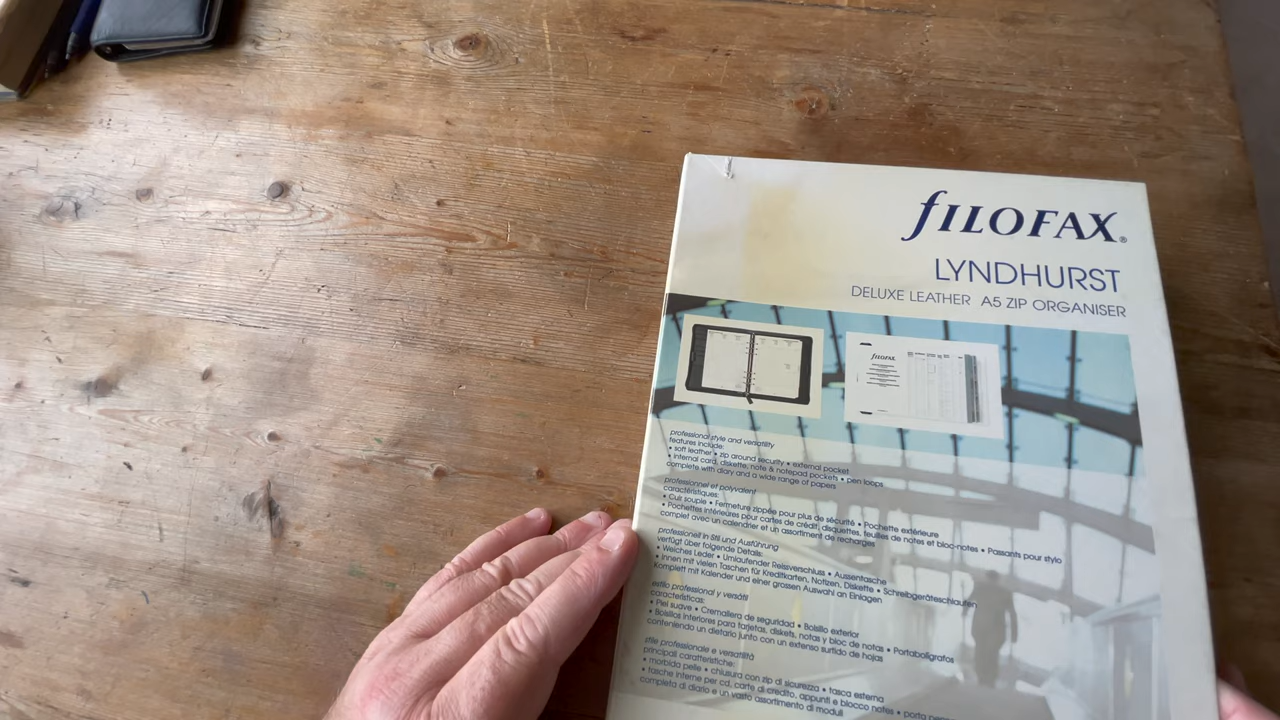 fILOFAX®
LYNDHURST
DELUXE LEATHER A5 ZIP ORGANISER
fILOFAX
professional style and versatility
features include:
• soft leather • zip around security • external pocket
• internal card, diskette, note & notepad pockets • pen loops
complete with diary and a wide range of papers
professionnel et polyvalent
caractéristiques:
• Cuir souple • Fermeture zippée pour plus de sécurité • Pochette extérieure
• Pochettes intérieures pour cartes de crédit, disquettes, feuilles de notes et bloc-notes • Passants pour stylo
complet avec un calendrier et un assortiment de recharges
professionell in Stil und Ausführung
verfügt über folgende Details:
• Weiches Leder • Umlaufender Reissverschluss • Aussentasche
• Innen mit vielen Taschen für Kreditkarten, Notizen, Diskette • Schreibgeräteschlaufen
Komplett mit Kalender und einer grossen Auswahl an Einlagen
estilo professional y versátil
características:
• Piel suave • Cremallera de seguridad • Bolsillo exterior
• Bolsillos interiores para tarjetas, diskets, notas y bloc de notas • Portabolígrafos
conteniendo un dietario junto con un extenso surtido de hojas
stile professionale e versatilità
principali caratteristiche:
• morbida pelle • chiusura con zip di sicurezza • tasca esterna
• tasche interne per cd, carte di credito, appunti e blocco notes • porta
completa di diario e un vasto assortimento di moduli